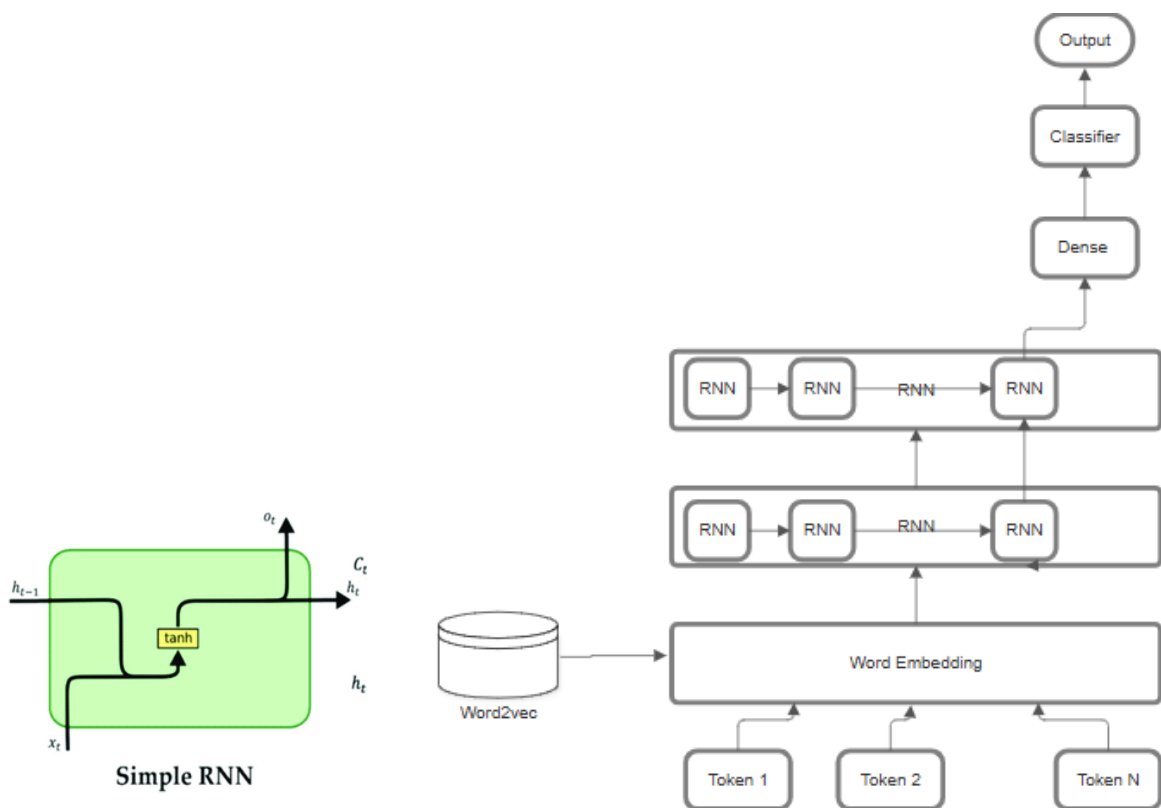 Output
Classifier
Dense
RNN RNN RNN RNN
RNN RNN RNN RNN
o_t
C_t
h_{t-1} h_t
tanh
h_t
x_t
Simple RNN
Word2vec
Word Embedding
Token 1 Token 2 Token N